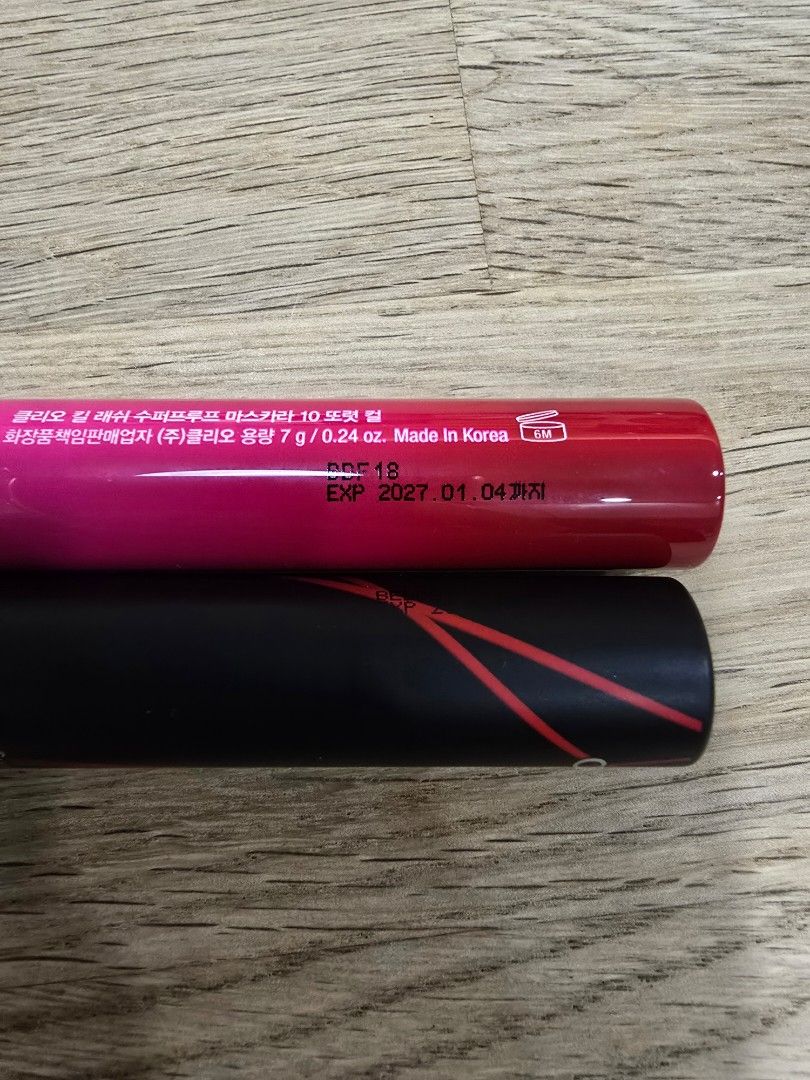 클리오 킬 래쉬 수퍼프루프 마스카라 10 또렷 컬
화장품책임판매업자 (주)클리오 용량 7 g / 0.24 oz. Made In Korea
6M
EXP 2027.01.04까지
EXP